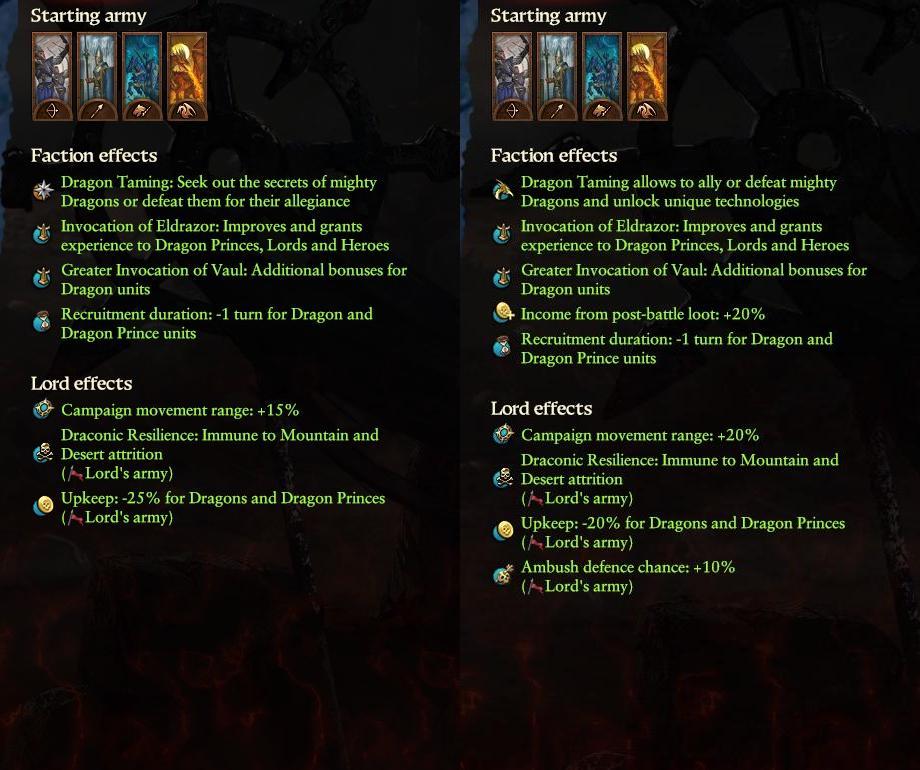 Starting army
Faction effects
Dragon Taming: Seek out the secrets of mighty
Dragons or defeat them for their allegiance
Invocation of Eldrazor: Improves and grants
experience to Dragon Princes, Lords and Heroes
Greater Invocation of Vaul: Additional bonuses for
Dragon units
Recruitment duration: -1 turn for Dragon and
Dragon Prince units
Lord effects
Campaign movement range: +15%
Draconic Resilience: Immune to Mountain and
Desert attrition
(Lord's army)
Upkeep: -25% for Dragons and Dragon Princes
(Lord's army)
Starting army
Faction effects
Dragon Taming allows to ally or defeat mighty
Dragons and unlock unique technologies
Invocation of Eldrazor: Improves and grants
experience to Dragon Princes, Lords and Heroes
Greater Invocation of Vaul: Additional bonuses for
Dragon units
Income from post-battle loot: +20%
Recruitment duration: -1 turn for Dragon and
Dragon Prince units
Lord effects
Campaign movement range: +20%
Draconic Resilience: Immune to Mountain and
Desert attrition
(Lord's army)
Upkeep: -20% for Dragons and Dragon Princes
(Lord's army)
Ambush defence chance: +10%
(Lord's army)